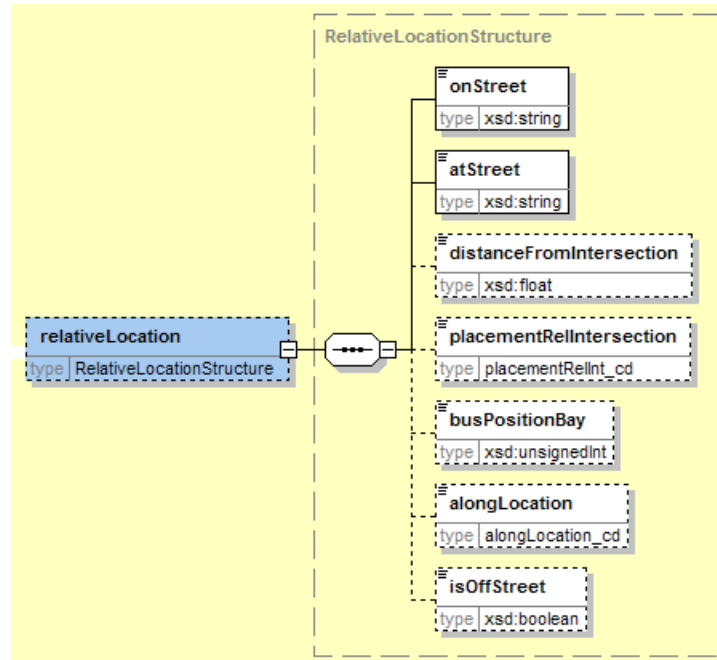 RelativeLocationStructure
onStreet
type xsd:string
atStreet
type xsd:string
distanceFromIntersection
type xsd:float
relativeLocation
type RelativeLocationStructure
placementRelIntersection
type placementRelInt_cd
busPositionBay
type xsd:unsignedInt
alongLocation
type alongLocation_cd
isOffStreet
type xsd:boolean